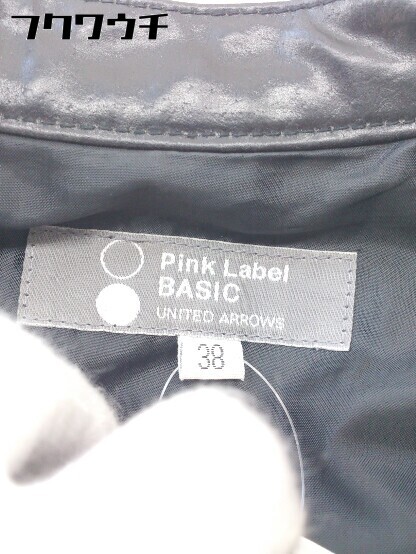 フクワウチ
Pink Label
BASIC
UNITED ARROWS
38